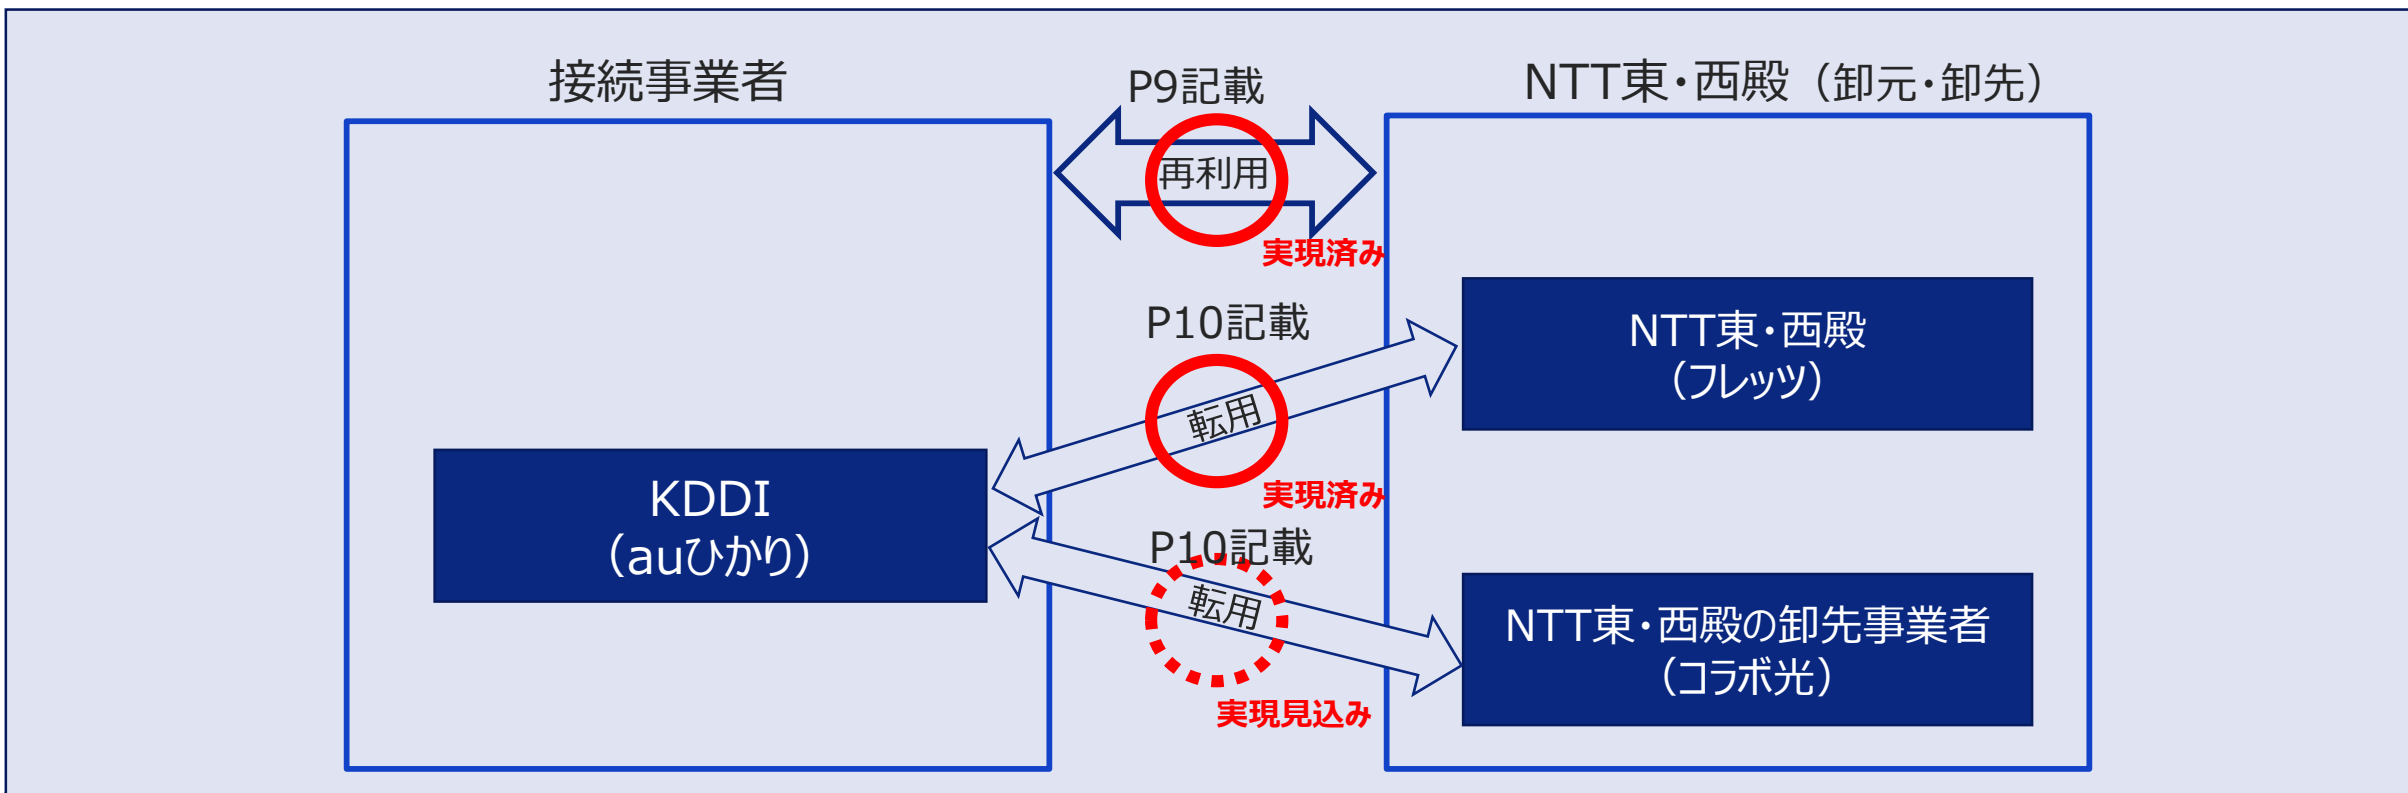 接続事業者
P9記載
NTT東・西殿（卸元・卸先）
再利用
実現済み
P10記載
NTT東・西殿
（フレッツ）
転用
実現済み
KDDI
（auひかり）
P10記載
転用
NTT東・西殿の卸先事業者
（コラボ光）
実現見込み